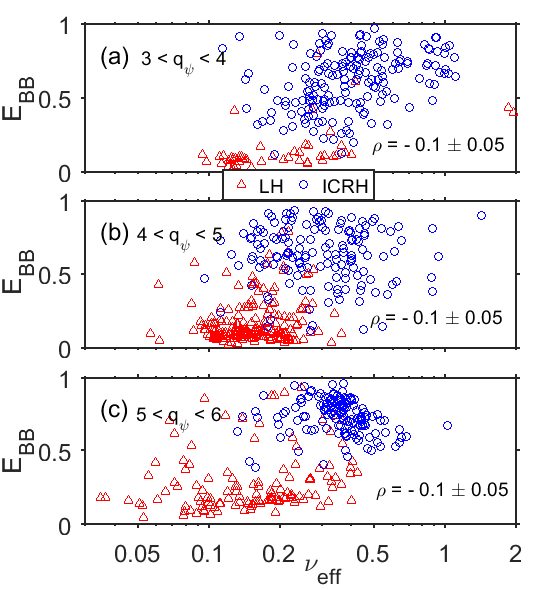 1
(a) 3 < q_ψ < 4
E_BB
0.5
ρ = - 0.1 ± 0.05
0
LH ICRH
1
(b) 4 < q_ψ < 5
E_BB
0.5
ρ = - 0.1 ± 0.05
0
1
(c) 5 < q_ψ < 6
E_BB
0.5
ρ = - 0.1 ± 0.05
0
0.05 0.1 0.2 0.5 1 2
ν_eff